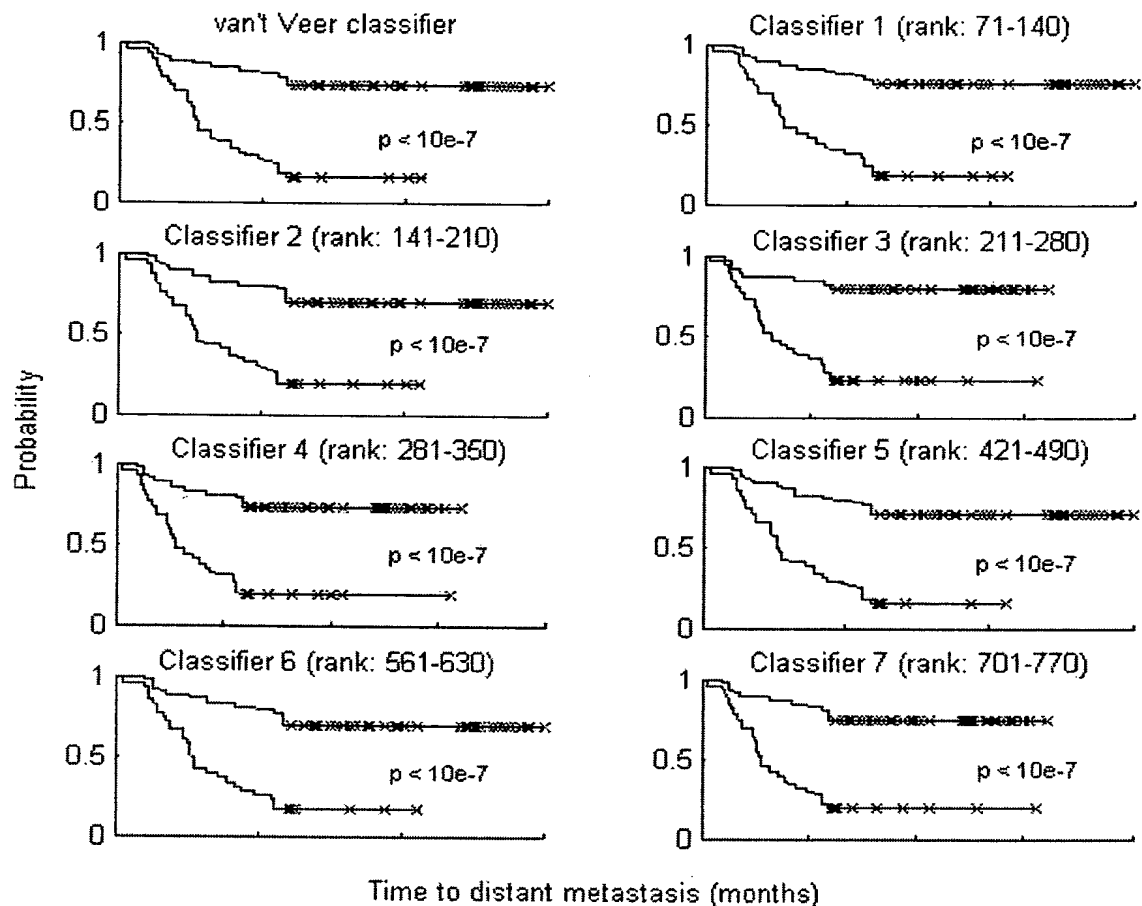 van't Veer classifier
Classifier 1 (rank: 71-140)
1
0.5
0
p < 10e-7
1
0.5
0
p < 10e-7
Classifier 2 (rank: 141-210)
Classifier 3 (rank: 211-280)
1
0.5
0
p < 10e-7
1
0.5
0
p < 10e-7
Classifier 4 (rank: 281-350)
Classifier 5 (rank: 421-490)
1
0.5
0
p < 10e-7
1
0.5
0
p < 10e-7
Classifier 6 (rank: 561-630)
Classifier 7 (rank: 701-770)
1
0.5
0
p < 10e-7
1
0.5
0
p < 10e-7
Probability
Time to distant metastasis (months)